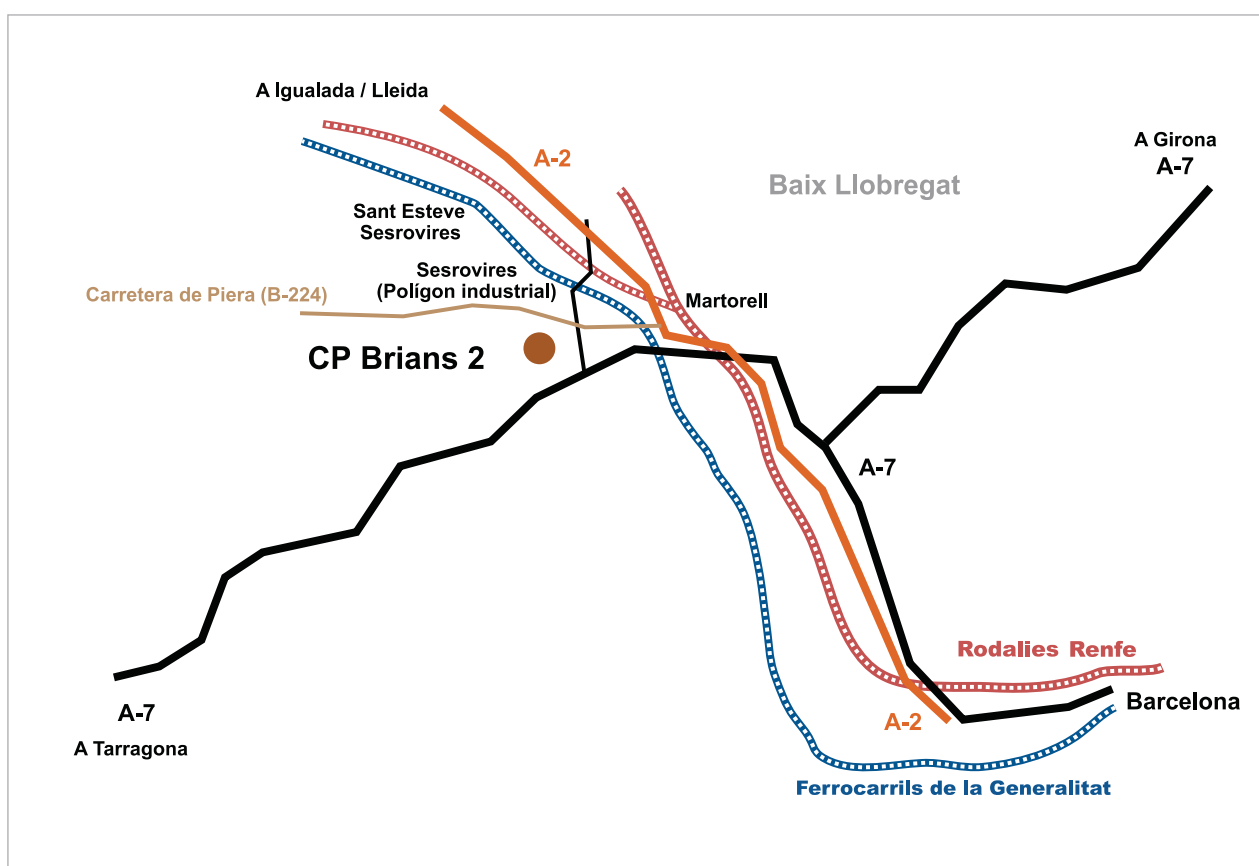 A Igualada / Lleida
A-2
A Girona
A-7
Baix Llobregat
Sant Esteve
Sesrovires
Sesrovires
(Polígon industrial)
Carretera de Piera (B-224)
Martorell
CP Brians 2
A-7
Rodalies Renfe
A-7
A Tarragona
A-2
Barcelona
Ferrocarrils de la Generalitat